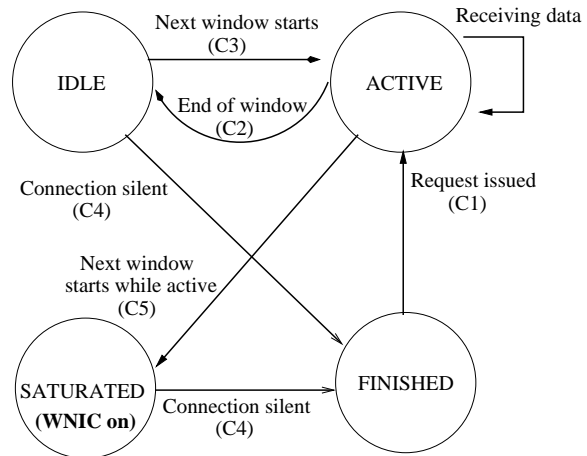 Next window starts
(C3)
Receiving data
IDLE
ACTIVE
End of window
(C2)
Connection silent
(C4)
Request issued
(C1)
Next window
starts while active
(C5)
SATURATED
(WNIC on)
FINISHED
Connection silent
(C4)